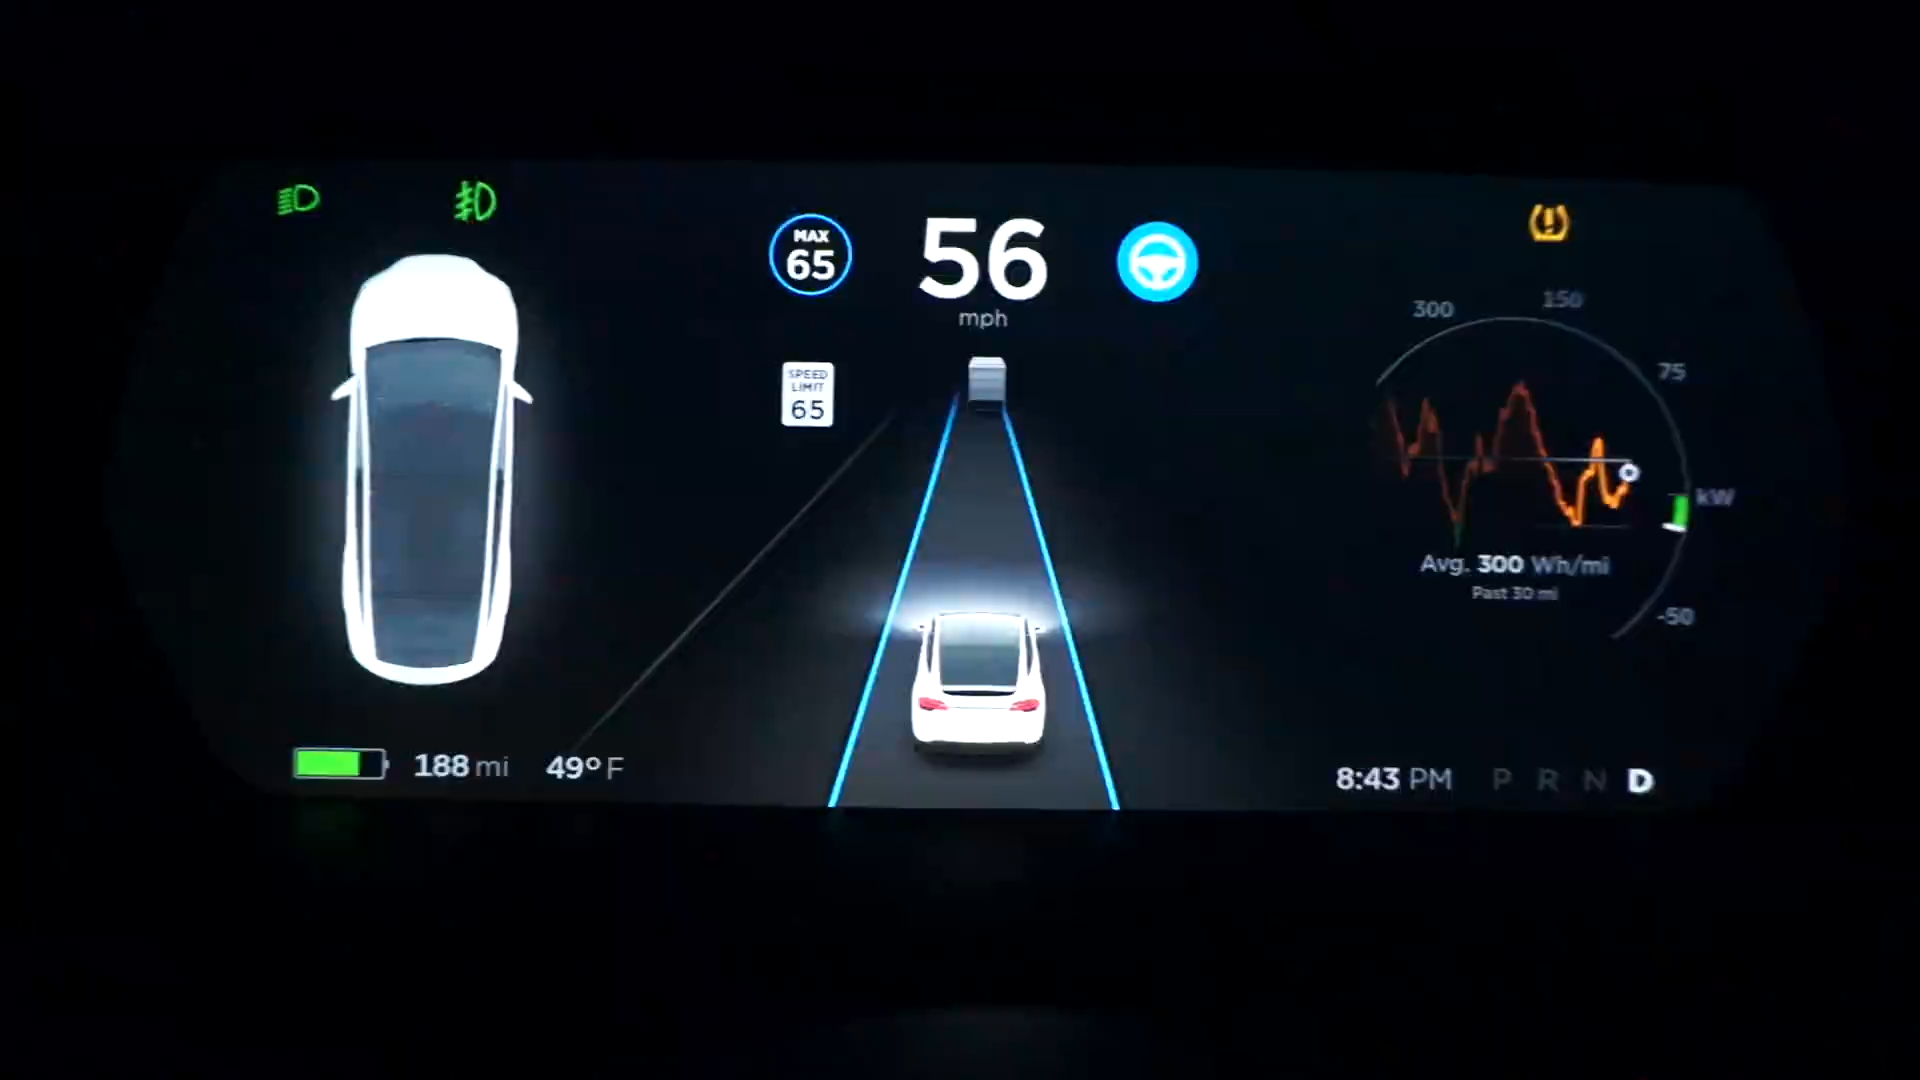 MAX
65
56
mph
SPEED
LIMIT
65
300
150
75
kW
-50
Avg. 300 Wh/mi
Past 30 mi
188 mi
49° F
8:43 PM
P R N D